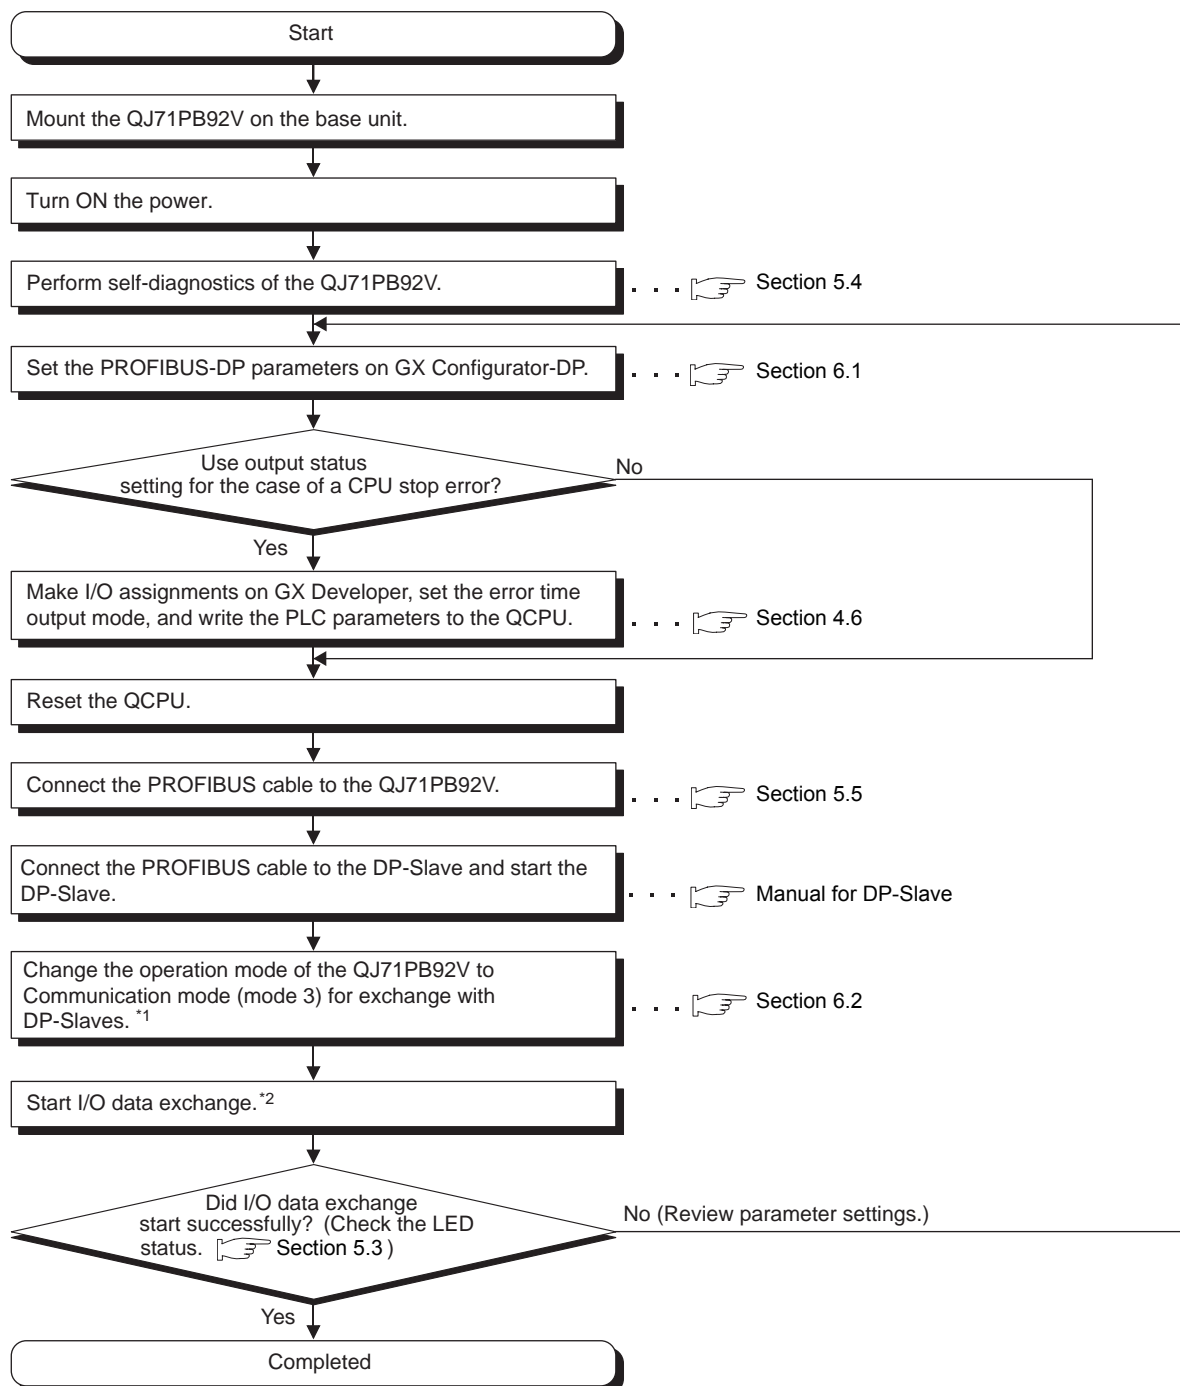 Start
Mount the QJ71PB92V on the base unit.
Turn ON the power.
Perform self-diagnostics of the QJ71PB92V.
Section 5.4
Set the PROFIBUS-DP parameters on GX Configurator-DP.
Section 6.1
Use output status
setting for the case of a CPU stop error?
No
Yes
Make I/O assignments on GX Developer, set the error time
output mode, and write the PLC parameters to the QCPU.
Section 4.6
Reset the QCPU.
Connect the PROFIBUS cable to the QJ71PB92V.
Section 5.5
Connect the PROFIBUS cable to the DP-Slave and start the
DP-Slave.
Manual for DP-Slave
Change the operation mode of the QJ71PB92V to
Communication mode (mode 3) for exchange with
DP-Slaves. *1
Section 6.2
Start I/O data exchange.*2
Did I/O data exchange
start successfully? (Check the LED
status. Section 5.3)
No (Review parameter settings.)
Yes
Completed